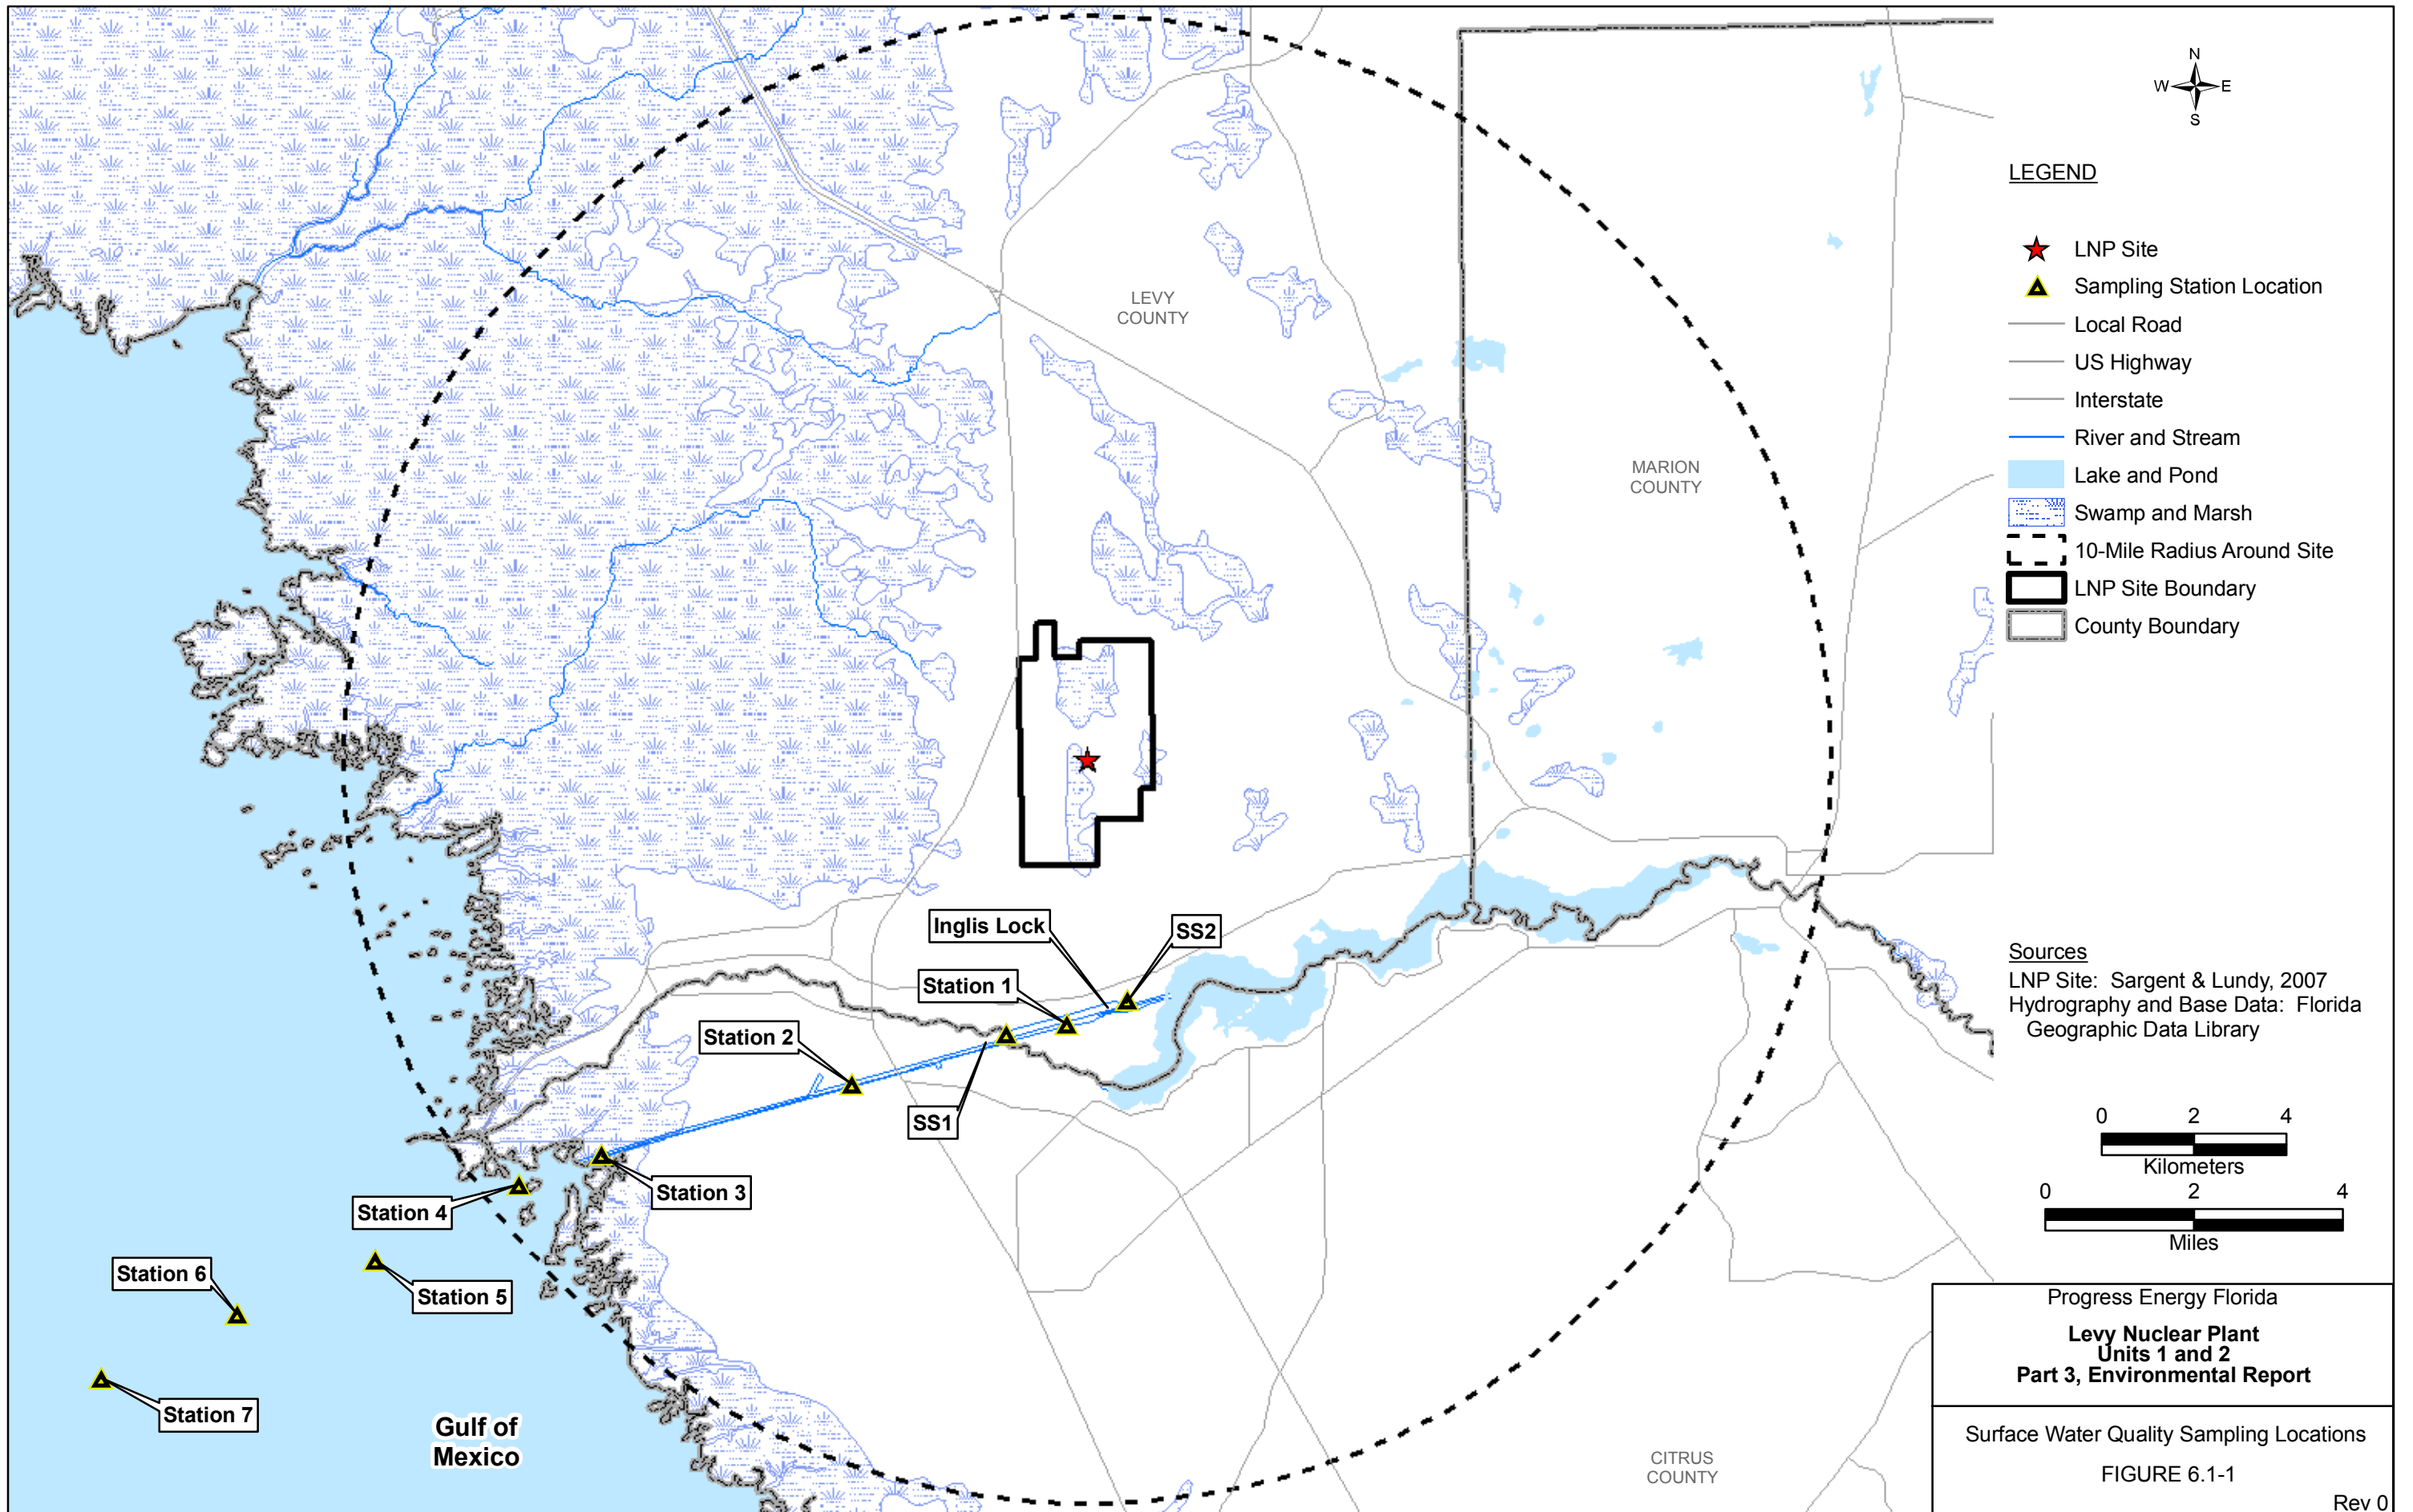 N
W E
S
LEGEND
LNP Site
Sampling Station Location
Local Road
US Highway
Interstate
River and Stream
Lake and Pond
Swamp and Marsh
10-Mile Radius Around Site
LNP Site Boundary
County Boundary
LEVY
COUNTY
MARION
COUNTY
Inglis Lock
SS2
Station 1
Station 2
SS1
Station 3
Station 4
Station 5
Station 6
Station 7
Gulf of
Mexico
CITRUS
COUNTY
Sources
LNP Site: Sargent & Lundy, 2007
Hydrography and Base Data: Florida
Geographic Data Library
0 2 4
Kilometers
0 2 4
Miles
Progress Energy Florida
Levy Nuclear Plant
Units 1 and 2
Part 3, Environmental Report
Surface Water Quality Sampling Locations
FIGURE 6.1-1
Rev 0